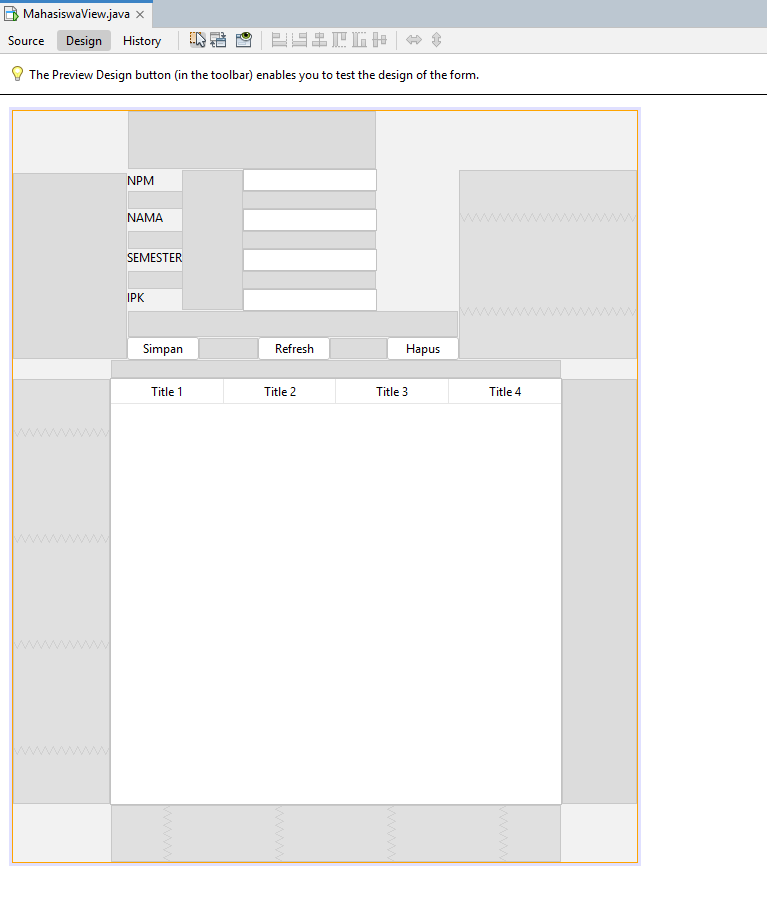 MahasiswaView.java
Source Design History
The Preview Design button (in the toolbar) enables you to test the design of the form.
NPM
NAMA
SEMESTER
IPK
Simpan Refresh Hapus
Title 1 Title 2 Title 3 Title 4